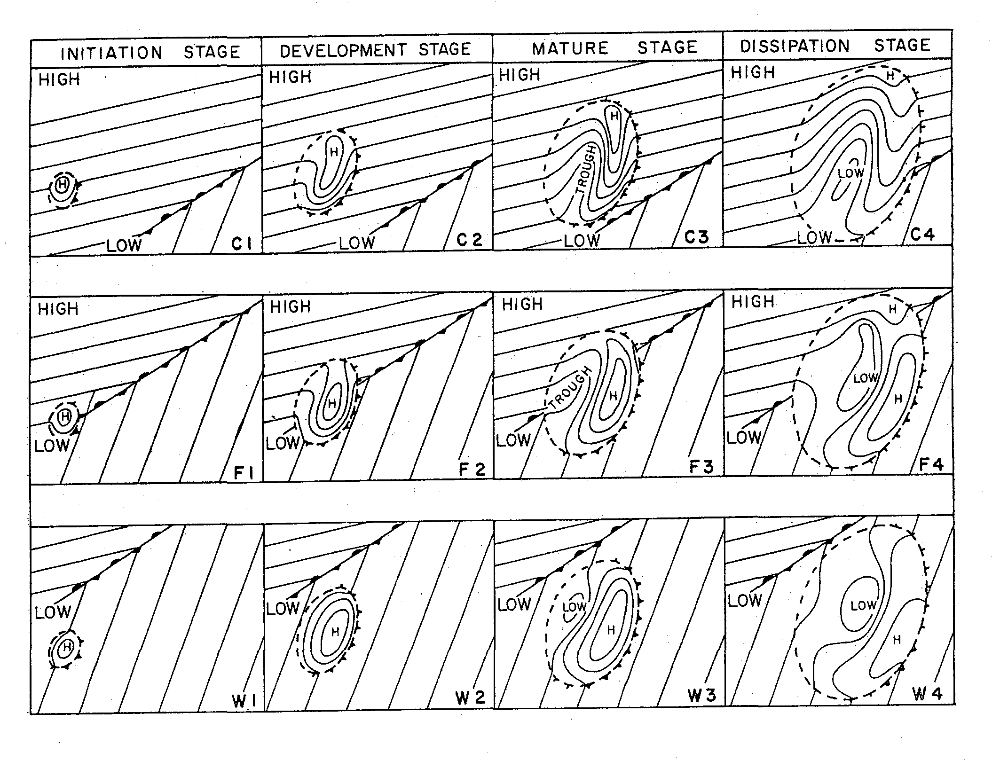 INITIATION STAGE
DEVELOPMENT STAGE
MATURE STAGE
DISSIPATION STAGE
HIGH
H
LOW
C1
HIGH
H
LOW
C2
HIGH
H
TROUGH
LOW
C3
HIGH
H
LOW
LOW
C4
HIGH
H
LOW
F1
HIGH
H
LOW
F2
HIGH
TROUGH
H
LOW
F3
HIGH
H
LOW
H
LOW
F4
LOW
H
W1
LOW
H
W2
LOW
LOW
H
W3
LOW
LOW
H
W4